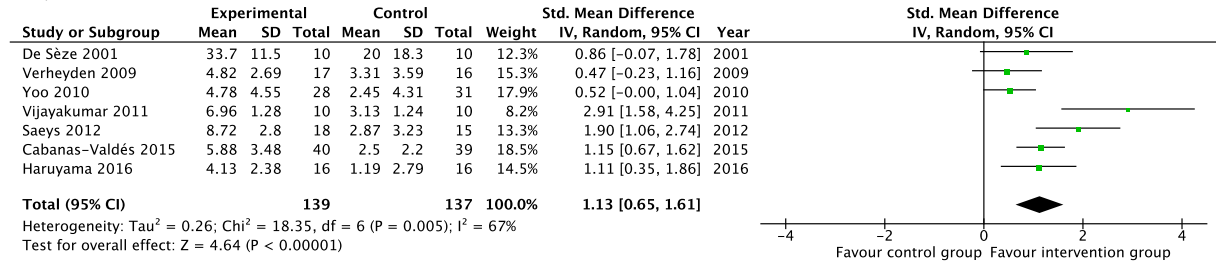 Experimental Control Std. Mean Difference Std. Mean Difference
Study or Subgroup Mean SD Total Mean SD Total Weight IV, Random, 95% CI Year IV, Random, 95% CI
De Sèze 2001 33.7 11.5 10 20 18.3 10 12.3% 0.86 [-0.07, 1.78] 2001
Verheyden 2009 4.82 2.69 17 3.31 3.59 16 15.3% 0.47 [-0.23, 1.16] 2009
Yoo 2010 4.78 4.55 28 2.45 4.31 31 17.9% 0.52 [-0.00, 1.04] 2010
Vijayakumar 2011 6.96 1.28 10 3.13 1.24 10 8.2% 2.91 [1.58, 4.25] 2011
Saeys 2012 8.72 2.8 18 2.87 3.23 15 13.3% 1.90 [1.06, 2.74] 2012
Cabanas-Valdés 2015 5.88 3.48 40 2.5 2.2 39 18.5% 1.15 [0.67, 1.62] 2015
Haruyama 2016 4.13 2.38 16 1.19 2.79 16 14.5% 1.11 [0.35, 1.86] 2016
Total (95% CI) 139 137 100.0% 1.13 [0.65, 1.61]
Heterogeneity: Tau² = 0.26; Chi² = 18.35, df = 6 (P = 0.005); I² = 67%
Test for overall effect: Z = 4.64 (P < 0.00001)
-4 -2 0 2 4
Favour control group Favour intervention group